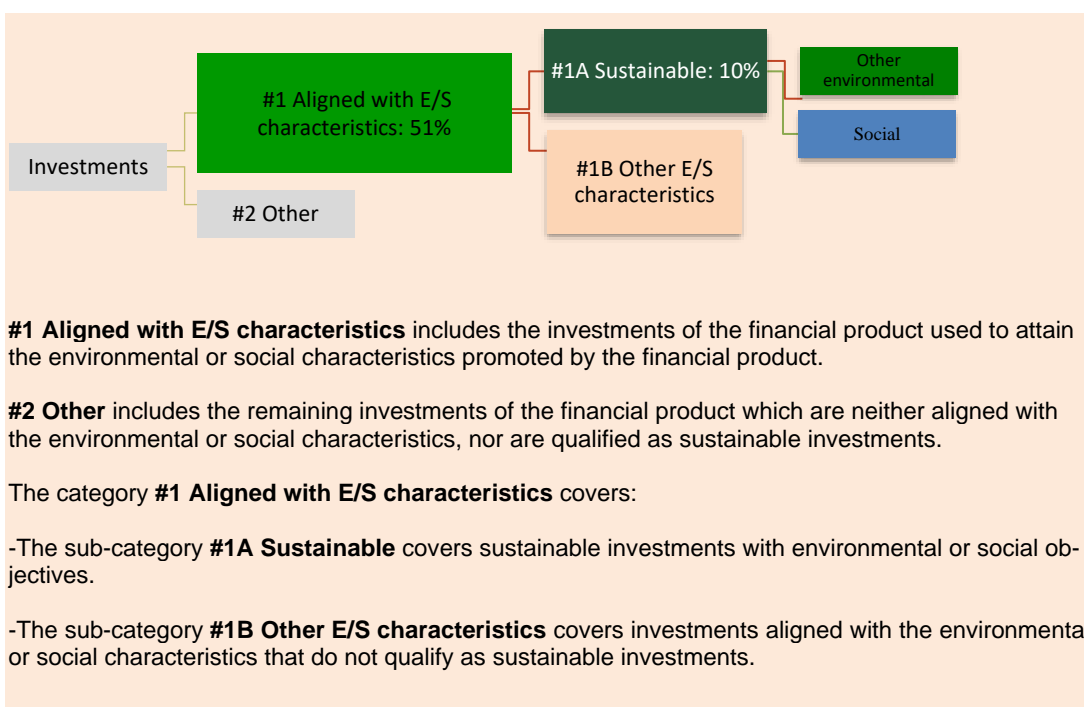 #1A Sustainable: 10%
Other
environmental
#1 Aligned with E/S
characteristics: 51%
Social
Investments
#1B Other E/S
characteristics
#2 Other
#1 Aligned with E/S characteristics includes the investments of the financial product used to attain
the environmental or social characteristics promoted by the financial product.
#2 Other includes the remaining investments of the financial product which are neither aligned with
the environmental or social characteristics, nor are qualified as sustainable investments.
The category #1 Aligned with E/S characteristics covers:
-The sub-category #1A Sustainable covers sustainable investments with environmental or social ob-
jectives.
-The sub-category #1B Other E/S characteristics covers investments aligned with the environmenta
or social characteristics that do not qualify as sustainable investments.